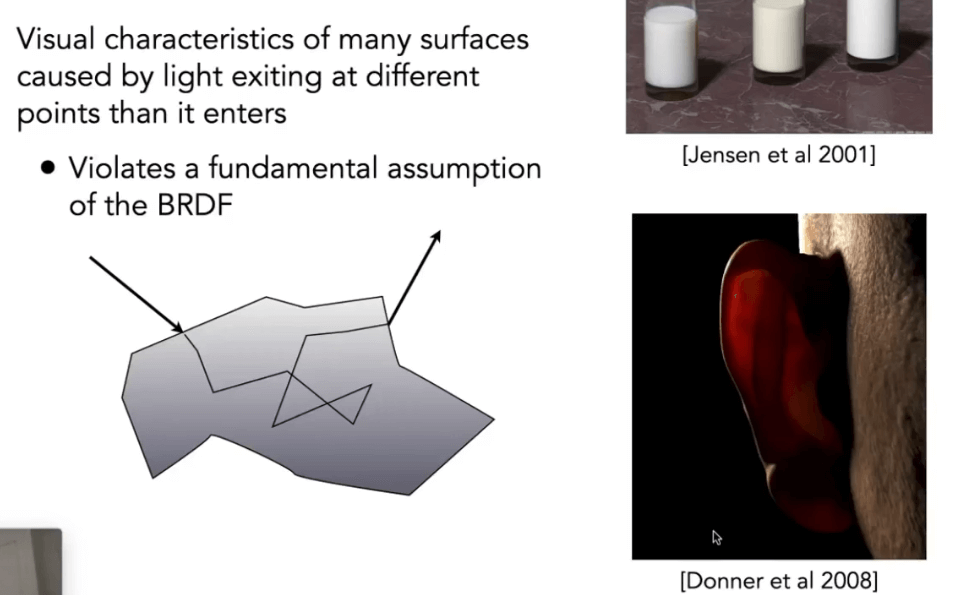 Visual characteristics of many surfaces
caused by light exiting at different
points than it enters
• Violates a fundamental assumption
of the BRDF
[Jensen et al 2001]
[Donner et al 2008]